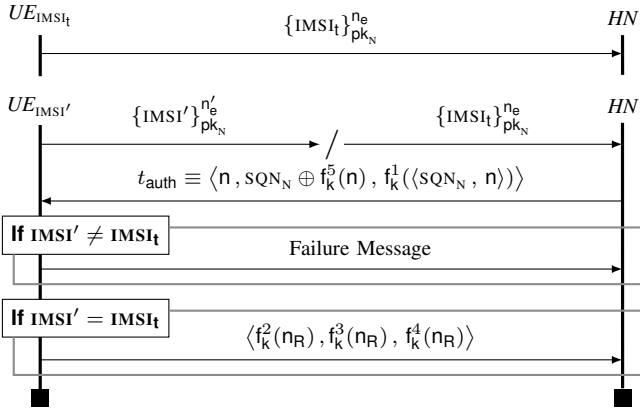 UE_IMSI_t HN
{IMSI_t}^{n_e}_{pk_N}
UE_IMSI′ HN
{IMSI′}^{n′_e}_{pk_N} / {IMSI_t}^{n_e}_{pk_N}
t_auth ≡ ⟨n , SQN_N ⊕ f^5_k(n) , f^1_k(⟨SQN_N , n⟩)⟩
If IMSI′ ≠ IMSI_t
Failure Message
If IMSI′ = IMSI_t
⟨f^2_k(n_R) , f^3_k(n_R) , f^4_k(n_R)⟩